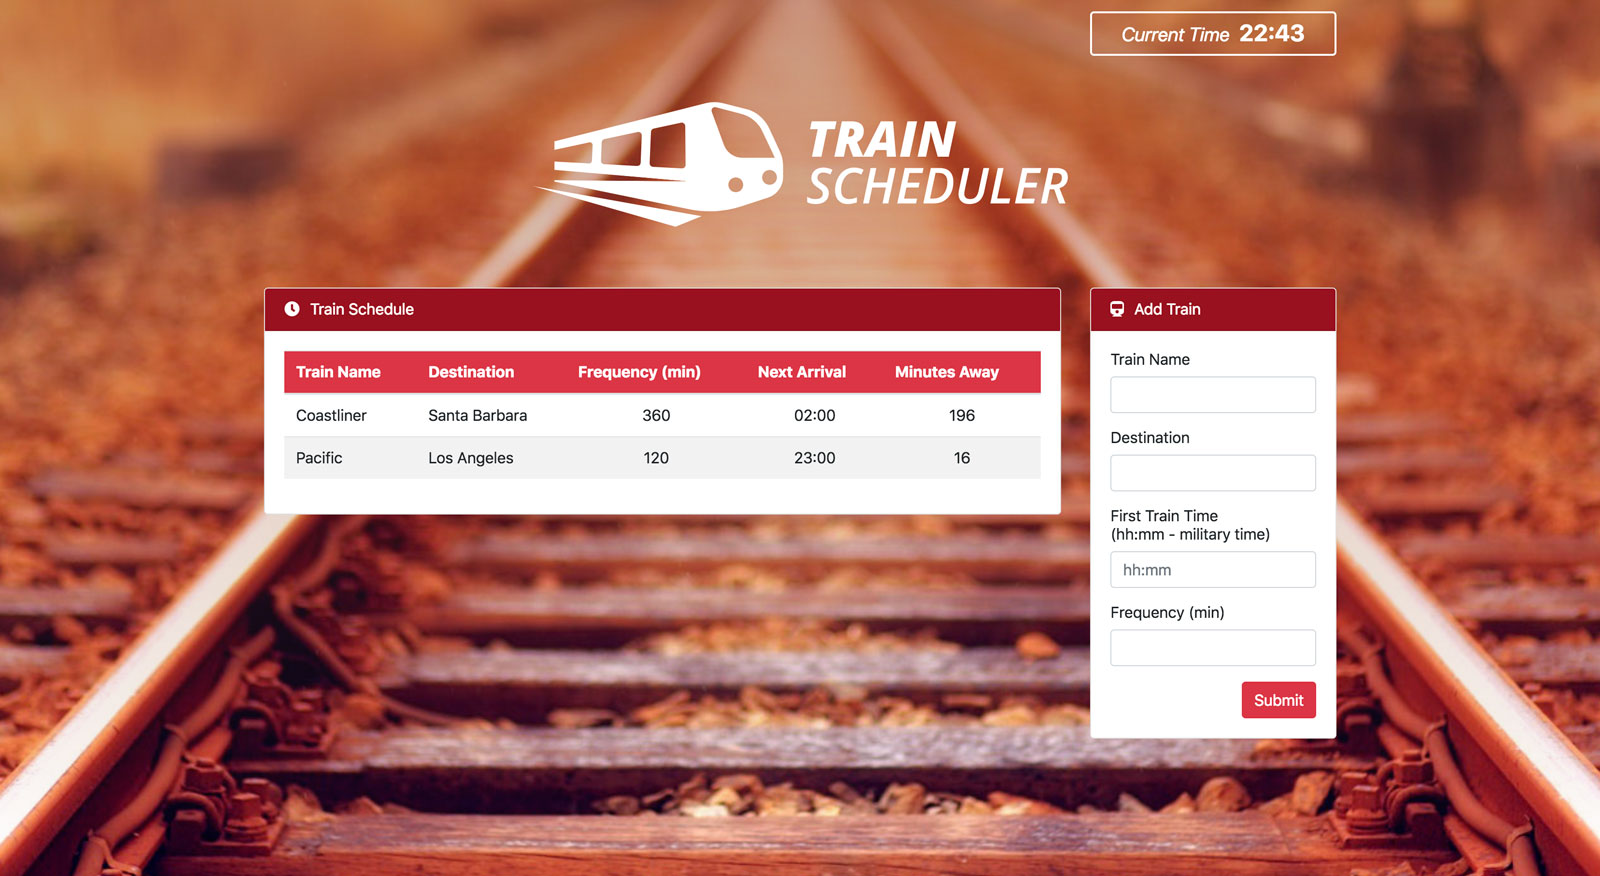 Current Time 22:43
TRAIN
SCHEDULER
Train Schedule
Train Name Destination Frequency (min) Next Arrival Minutes Away
Coastliner Santa Barbara 360 02:00 196
Pacific Los Angeles 120 23:00 16
Add Train
Train Name
Destination
First Train Time
(hh:mm - military time)
hh:mm
Frequency (min)
Submit